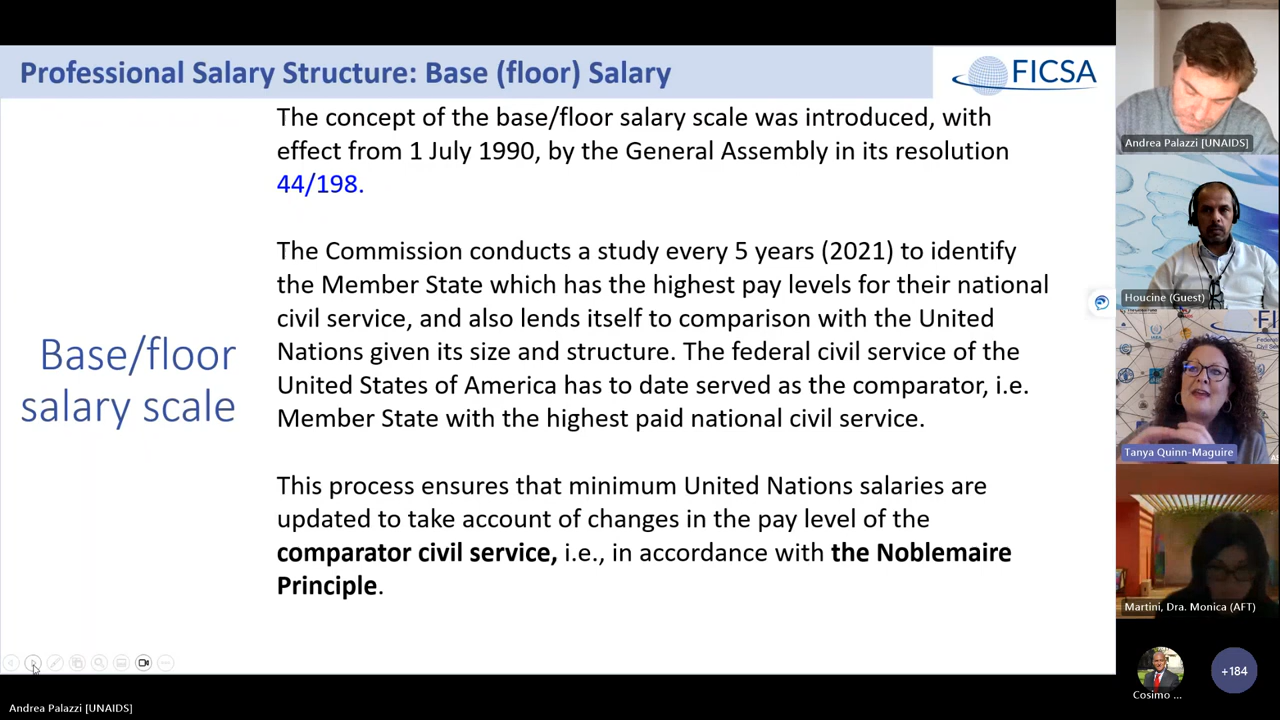 Professional Salary Structure: Base (floor) Salary
FICSA
The concept of the base/floor salary scale was introduced, with
effect from 1 July 1990, by the General Assembly in its resolution
44/198.
The Commission conducts a study every 5 years (2021) to identify
the Member State which has the highest pay levels for their national
civil service, and also lends itself to comparison with the United
Nations given its size and structure. The federal civil service of the
United States of America has to date served as the comparator, i.e.
Member State with the highest paid national civil service.
Base/floor
salary scale
This process ensures that minimum United Nations salaries are
updated to take account of changes in the pay level of the
comparator civil service, i.e., in accordance with the Noblemaire
Principle.
Andrea Palazzi [UNAIDS]
Houcine (Guest)
FI
Tanya Quinn-Maguire
Martini, Dra. Monica (AFT)
Cosimo ...
+184
Andrea Palazzi [UNAIDS]